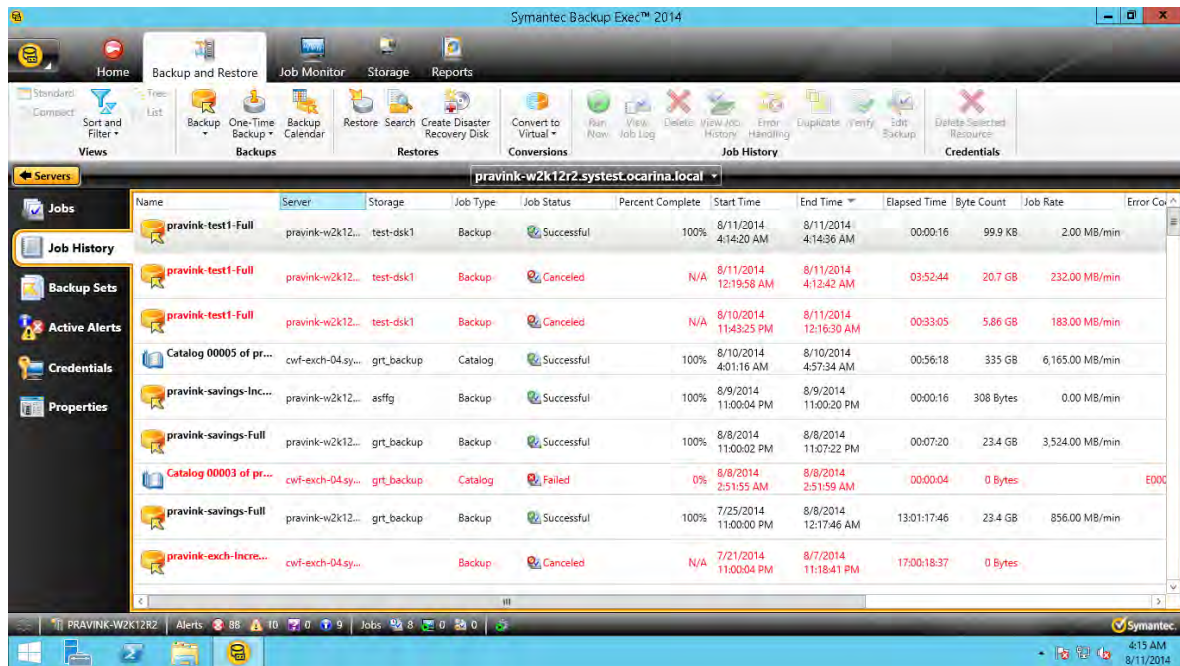 Symantec Backup Exec™ 2014
Home
Backup and Restore
Job Monitor
Storage
Reports
Standard
Compact
Sort and Filter
Tree
List
Views
Backup
One-Time Backup
Backup Calendar
Backups
Restore
Search
Create Disaster Recovery Disk
Restores
Convert to Virtual
Conversions
Run Now
View Job Log
Delete
View Job History
Error Handling
Duplicate
Verify
Edit Backup
Job History
Delete Selected Resource
Credentials
Servers
pravink-w2k12r2.systest.ocarina.local
Jobs
Job History
Backup Sets
Active Alerts
Credentials
Properties
Name Server Storage Job Type Job Status Percent Complete Start Time End Time Elapsed Time Byte Count Job Rate Error Co
pravink-test1-Full pravink-w2k12... test-dsk1 Backup Successful 100% 8/11/2014 4:14:20 AM 8/11/2014 4:14:36 AM 00:00:16 99.9 KB 2.00 MB/min
pravink-test1-Full pravink-w2k12... test-dsk1 Backup Canceled N/A 8/11/2014 12:19:58 AM 8/11/2014 4:12:42 AM 03:52:44 20.7 GB 232.00 MB/min
pravink-test1-Full pravink-w2k12... test-dsk1 Backup Canceled N/A 8/10/2014 11:43:25 PM 8/11/2014 12:16:30 AM 00:33:05 5.86 GB 183.00 MB/min
Catalog 00005 of pr... cwf-exch-04.sy... grt_backup Catalog Successful 100% 8/10/2014 4:01:16 AM 8/10/2014 4:57:34 AM 00:56:18 335 GB 6,165.00 MB/min
pravink-savings-Inc... pravink-w2k12... asffg Backup Successful 100% 8/9/2014 11:00:04 PM 8/9/2014 11:00:20 PM 00:00:16 308 Bytes 0.00 MB/min
pravink-savings-Full pravink-w2k12... grt_backup Backup Successful 100% 8/8/2014 11:00:02 PM 8/8/2014 11:07:22 PM 00:07:20 23.4 GB 3,524.00 MB/min
Catalog 00003 of pr... cwf-exch-04.sy... grt_backup Catalog Failed 0% 8/8/2014 2:51:55 AM 8/8/2014 2:51:59 AM 00:00:04 0 Bytes E000
pravink-savings-Full pravink-w2k12... grt_backup Backup Successful 100% 7/25/2014 11:00:00 PM 8/8/2014 12:17:46 AM 13:01:17:46 23.4 GB 856.00 MB/min
pravink-exch-Incre... cwf-exch-04.sy... Backup Canceled N/A 7/21/2014 11:00:04 PM 8/7/2014 11:18:41 PM 17:00:18:37 0 Bytes
PRAVINK-W2K12R2 Alerts 88 10 0 9 Jobs 8 0 0 Symantec.
4:15 AM
8/11/2014